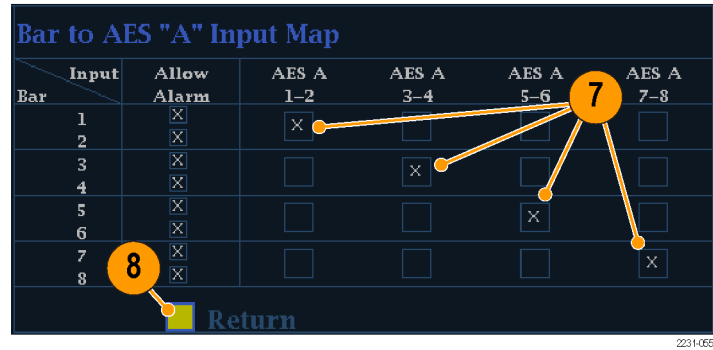 Bar to AES "A" Input Map
Input Allow AES A AES A AES A AES A
Bar Alarm 1–2 3–4 5–6 7–8
7
1 X X
2 X
3 X X
4 X
5 X X
6 X
7 X X
8 X
8
Return
2231-055